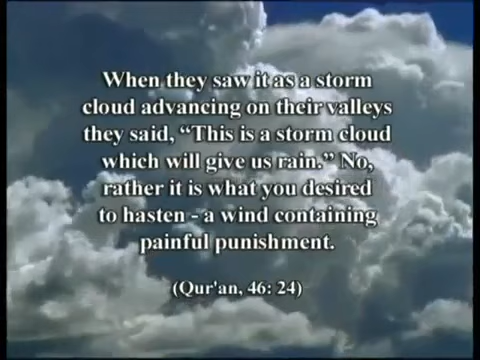 When they saw it as a storm
cloud advancing on their valleys
they said, “This is a storm cloud
which will give us rain.” No,
rather it is what you desired
to hasten - a wind containing
painful punishment.
(Qur'an, 46: 24)